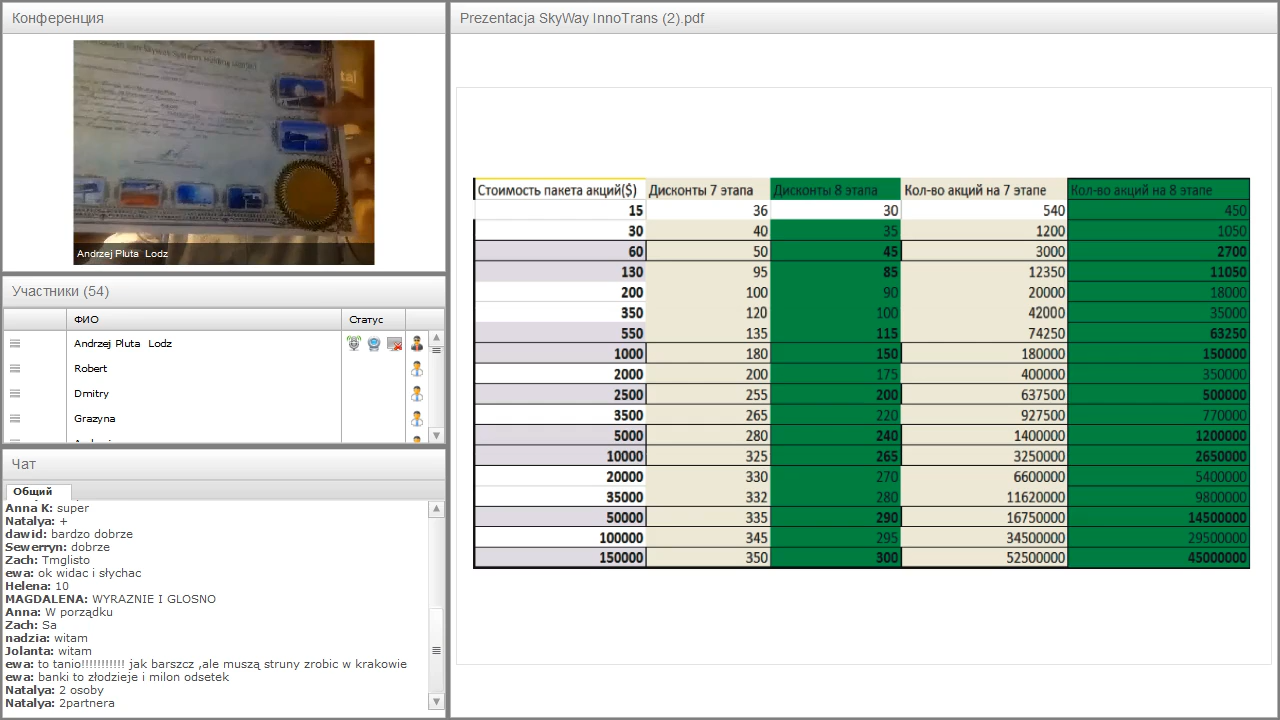 Конференция
Andrzej Pluta Lodz
Участники (54)
ФИО Статус
Andrzej Pluta Lodz
Robert
Dmitry
Grazyna
Чат
Общий
Anna K: super
Natalya: +
dawid: bardzo dobrze
Sewerryn: dobrze
Zach: Tmglisto
ewa: ok widac i słychac
Helena: 10
MAGDALENA: WYRAZNIE I GLOSNO
Anna: W porządku
Zach: Sa
nadzia: witam
Jolanta: witam
ewa: to tanio!!!!!!!!!!! jak barszcz ,ale muszą struny zrobic w krakowie
ewa: banki to złodzieje i milon odsetek
Natalya: 2 osoby
Natalya: 2partnera
Prezentacja SkyWay InnoTrans (2).pdf
Стоимость пакета акций($) Дисконты 7 этапа Дисконты 8 этапа Кол-во акций на 7 этапе Кол-во акций на 8 этапе
15 36 30 540 450
30 40 35 1200 1050
60 50 45 3000 2700
130 95 85 12350 11050
200 100 90 20000 18000
350 120 100 42000 35000
550 135 115 74250 63250
1000 180 150 180000 150000
2000 200 175 400000 350000
2500 255 200 637500 500000
3500 265 220 927500 770000
5000 280 240 1400000 1200000
10000 325 265 3250000 2650000
20000 330 270 6600000 5400000
35000 332 280 11620000 9800000
50000 335 290 16750000 14500000
100000 345 295 34500000 29500000
150000 350 300 52500000 45000000